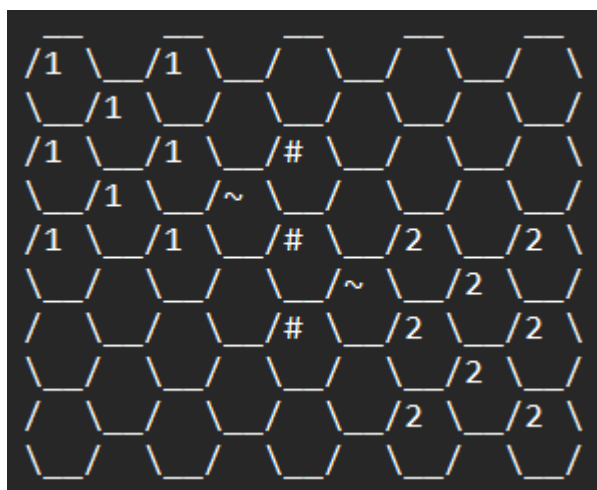 __    __    __    __    __
/1 \__/1 \__/  \__/  \__/  \
\__/1 \__/  \__/  \__/  \__/
/1 \__/1 \__/# \__/  \__/  \
\__/1 \__/~ \__/  \__/  \__/
/1 \__/1 \__/# \__/2 \__/2 \
\__/  \__/  \__/~ \__/2 \__/
/  \__/  \__/# \__/2 \__/2 \
\__/  \__/  \__/  \__/2 \__/
/  \__/  \__/  \__/2 \__/2 \
\__/  \__/  \__/  \__/  \__/